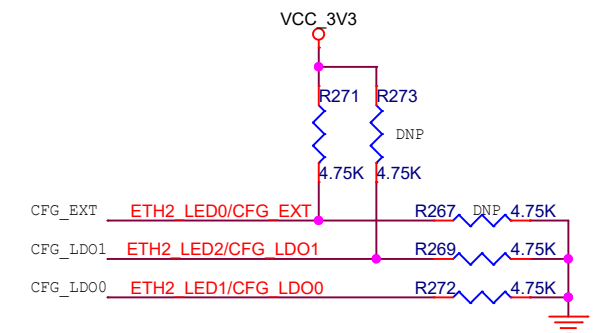 VCC_3V3
R271 R273
DNP
4.75K 4.75K
CFG_EXT ETH2_LED0/CFG_EXT R267 DNP 4.75K
CFG_LDO1 ETH2_LED2/CFG_LDO1 R269 4.75K
CFG_LDO0 ETH2_LED1/CFG_LDO0 R272 4.75K